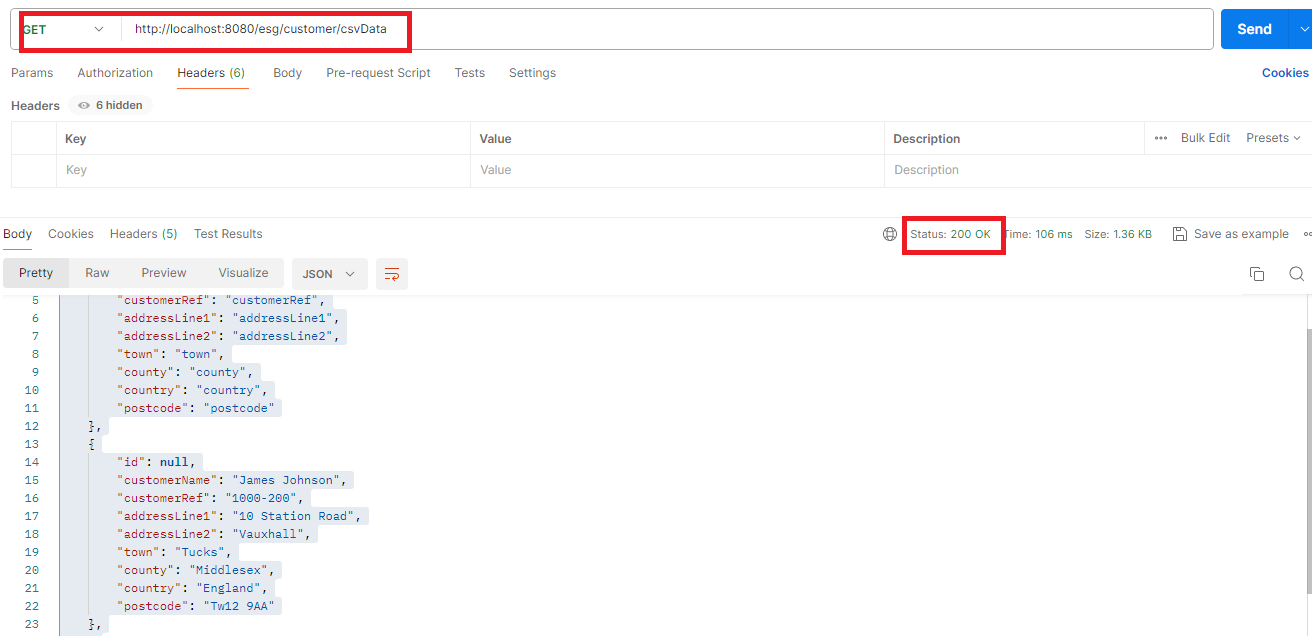 GET http://localhost:8080/esg/customer/csvData Send
Params Authorization Headers (6) Body Pre-request Script Tests Settings Cookies
Headers 6 hidden
Key Value Description ••• Bulk Edit Presets
Key Value Description
Body Cookies Headers (5) Test Results Status: 200 OK Time: 106 ms Size: 1.36 KB Save as example
Pretty Raw Preview Visualize JSON
5 "customerRef": "customerRef",
6 "addressLine1": "addressLine1",
7 "addressLine2": "addressLine2",
8 "town": "town",
9 "county": "county",
10 "country": "country",
11 "postcode": "postcode"
12 },
13 {
14 "id": null,
15 "customerName": "James Johnson",
16 "customerRef": "1000-200",
17 "addressLine1": "10 Station Road",
18 "addressLine2": "Vauxhall",
19 "town": "Tucks",
20 "county": "Middlesex",
21 "country": "England",
22 "postcode": "Tw12 9AA"
23 },